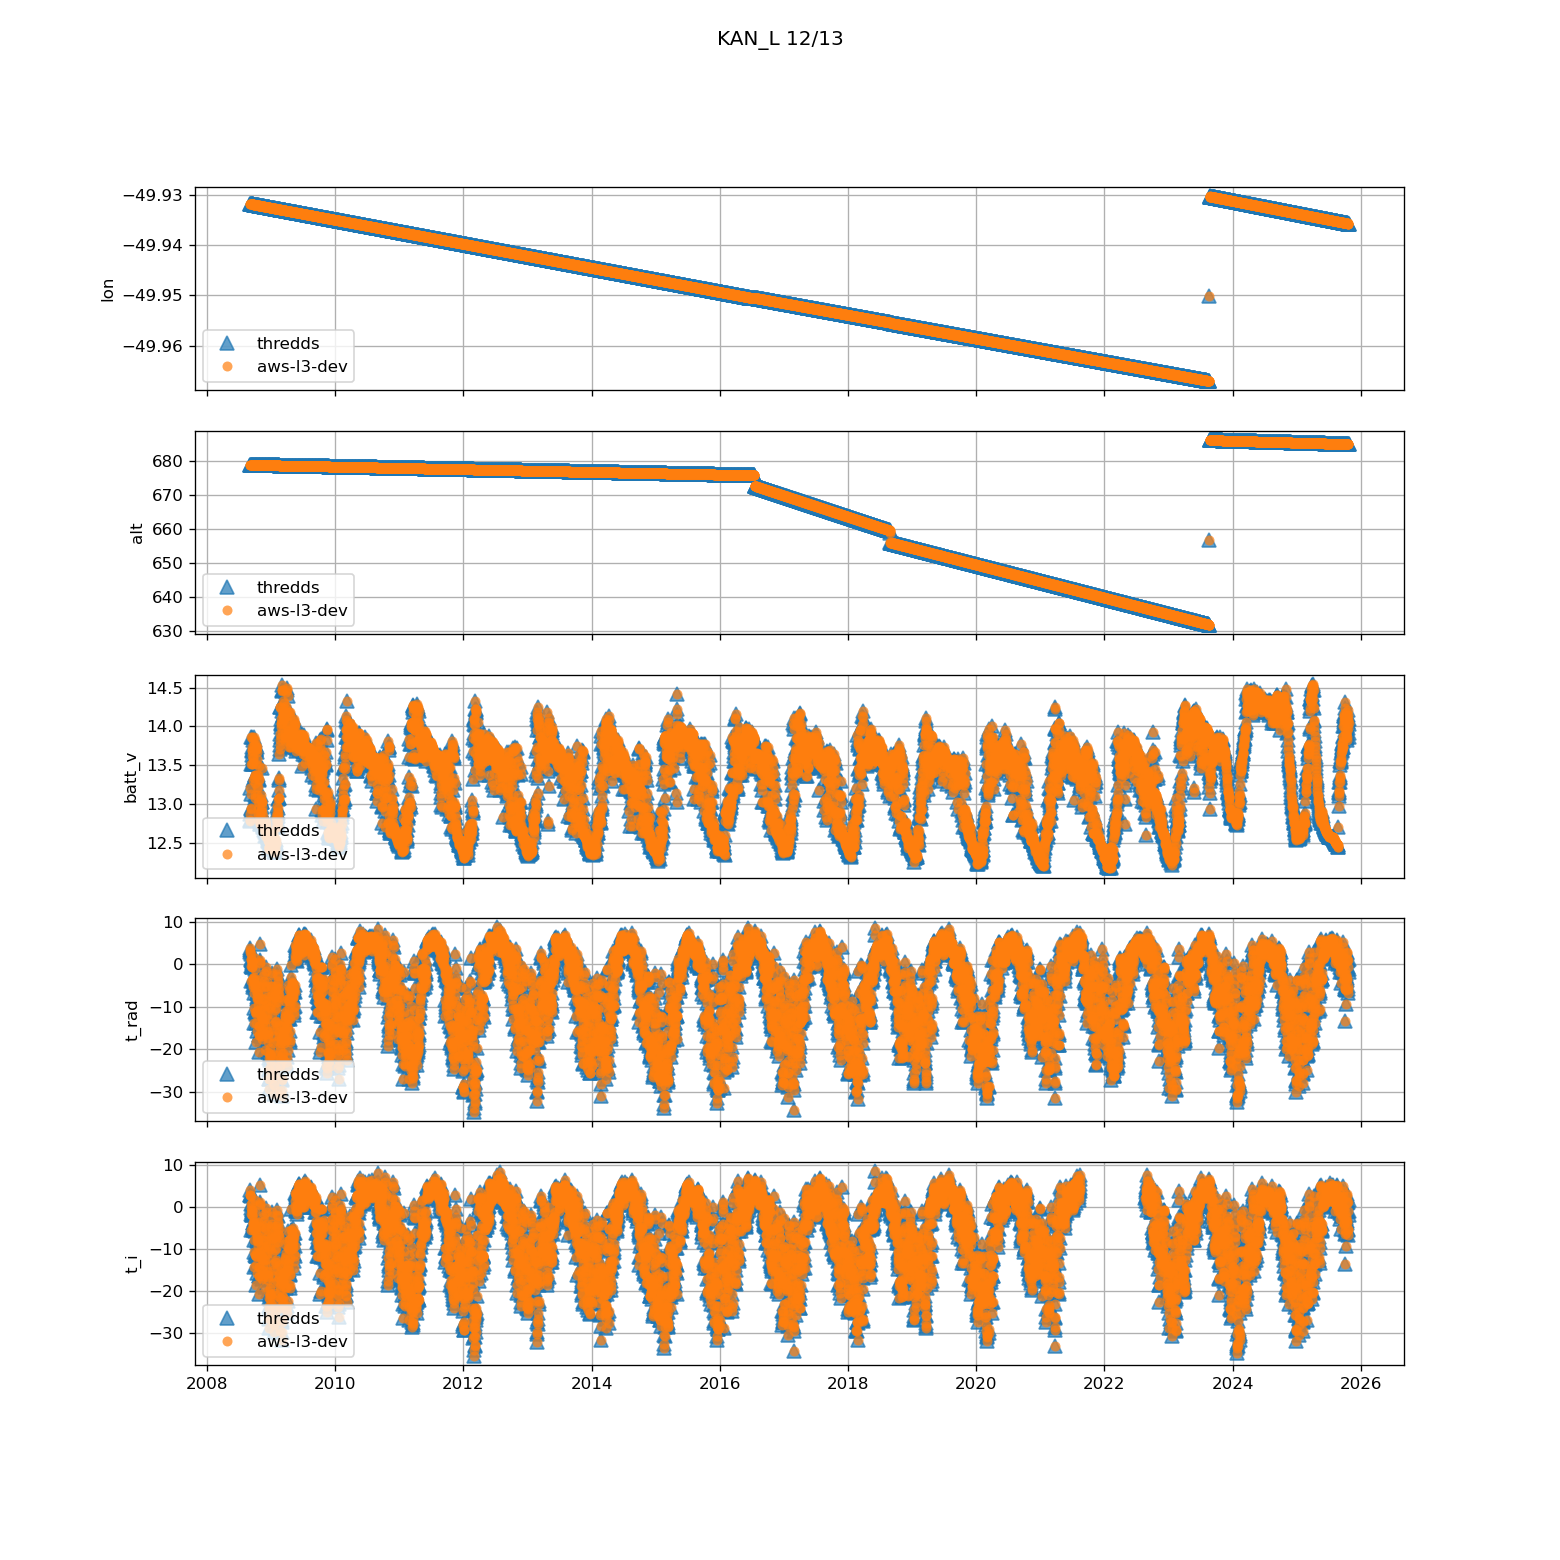 KAN_L 12/13
−49.93
−49.94
−49.95
−49.96
lon
thredds
aws-l3-dev
680
670
660
650
640
630
alt
thredds
aws-l3-dev
14.5
14.0
13.5
13.0
12.5
batt_v
thredds
aws-l3-dev
10
0
−10
−20
−30
t_rad
thredds
aws-l3-dev
10
0
−10
−20
−30
t_i
thredds
aws-l3-dev
2008 2010 2012 2014 2016 2018 2020 2022 2024 2026